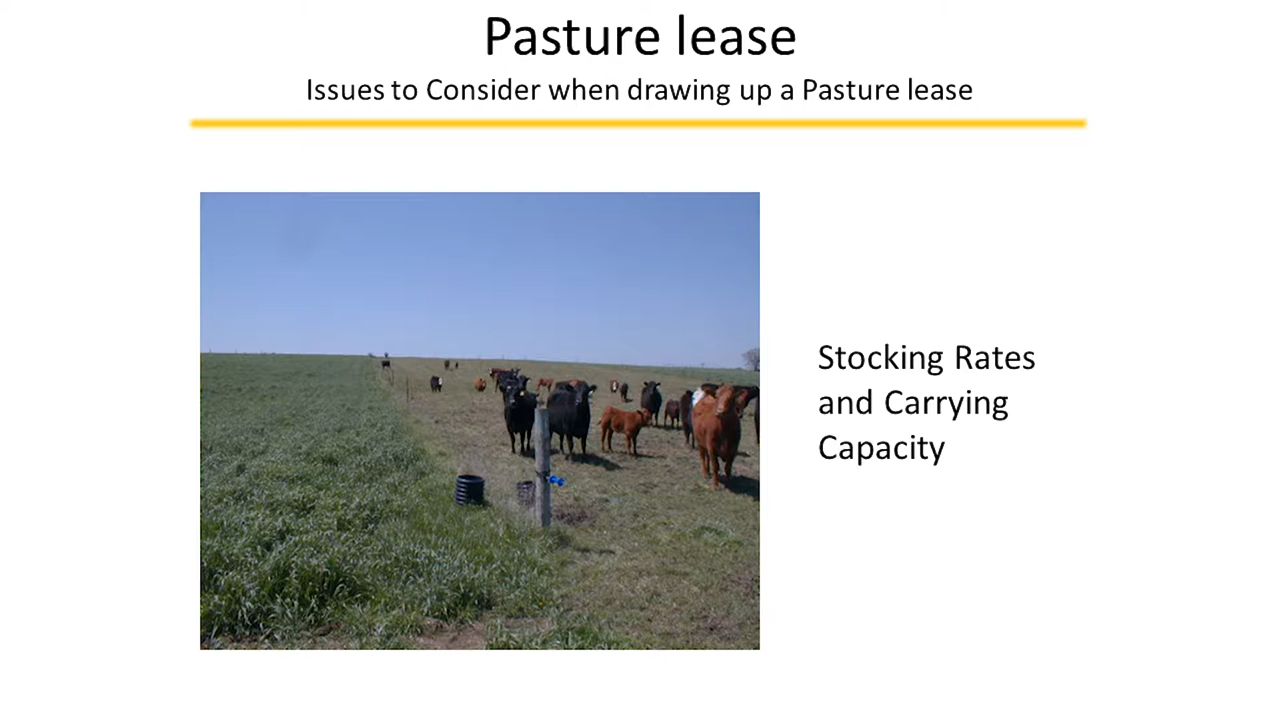 Pasture lease
Issues to Consider when drawing up a Pasture lease
Stocking Rates
and Carrying
Capacity